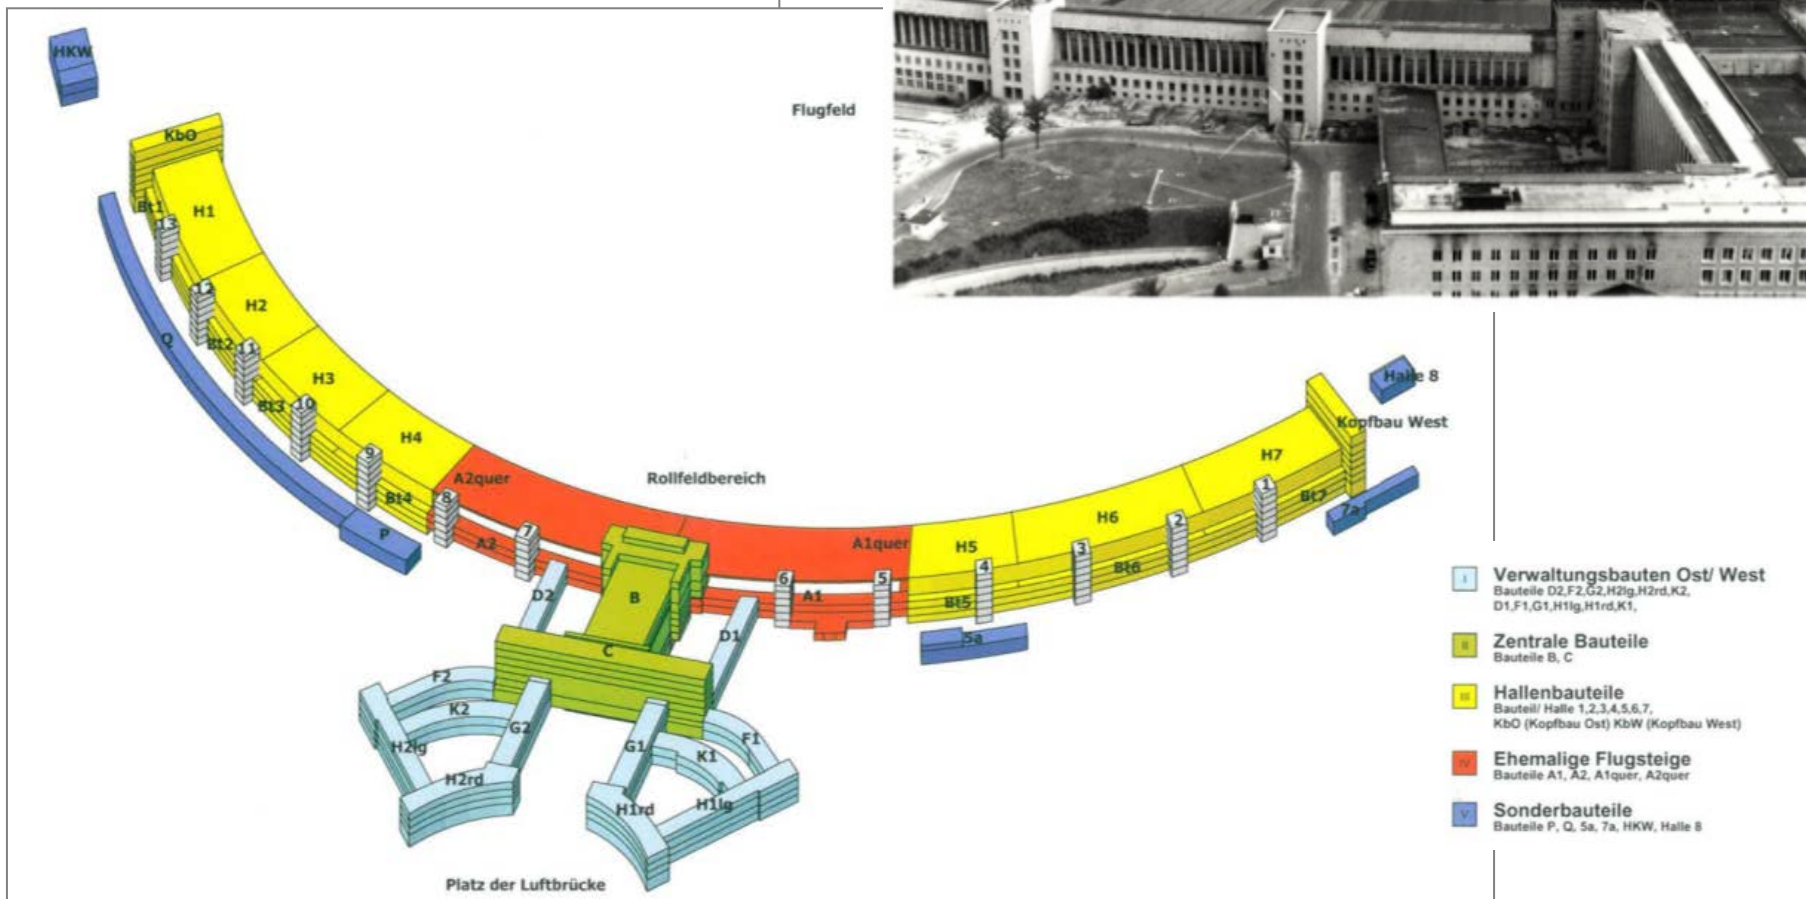 HKW
Flugfeld
KbO
Bt1
H1
13
12
H2
Q
Bt2
11
H3
Bt3
10
H4
9
Bt4
P
A2quer
8
A2
7
Rollfeldbereich
A1quer
H5
H6
H7
Halle 8
Kopfbau West
1
Bt7
7a
2
3
Bt6
4
Bt5
5
6
A1
5a
D2
B
D1
C
F2
K2
G2
H2lg
H2rd
G1
F1
K1
H1rd
H1lg
Platz der Luftbrücke
I
Verwaltungsbauten Ost/ West
Bauteile D2,F2,G2,H2lg,H2rd,K2,
D1,F1,G1,H1lg,H1rd,K1,
II
Zentrale Bauteile
Bauteile B, C
III
Hallenbauteile
Bauteil/ Halle 1,2,3,4,5,6,7,
KbO (Kopfbau Ost) KbW (Kopfbau West)
IV
Ehemalige Flugsteige
Bauteile A1, A2, A1quer, A2quer
V
Sonderbauteile
Bauteile P, Q, 5a, 7a, HKW, Halle 8